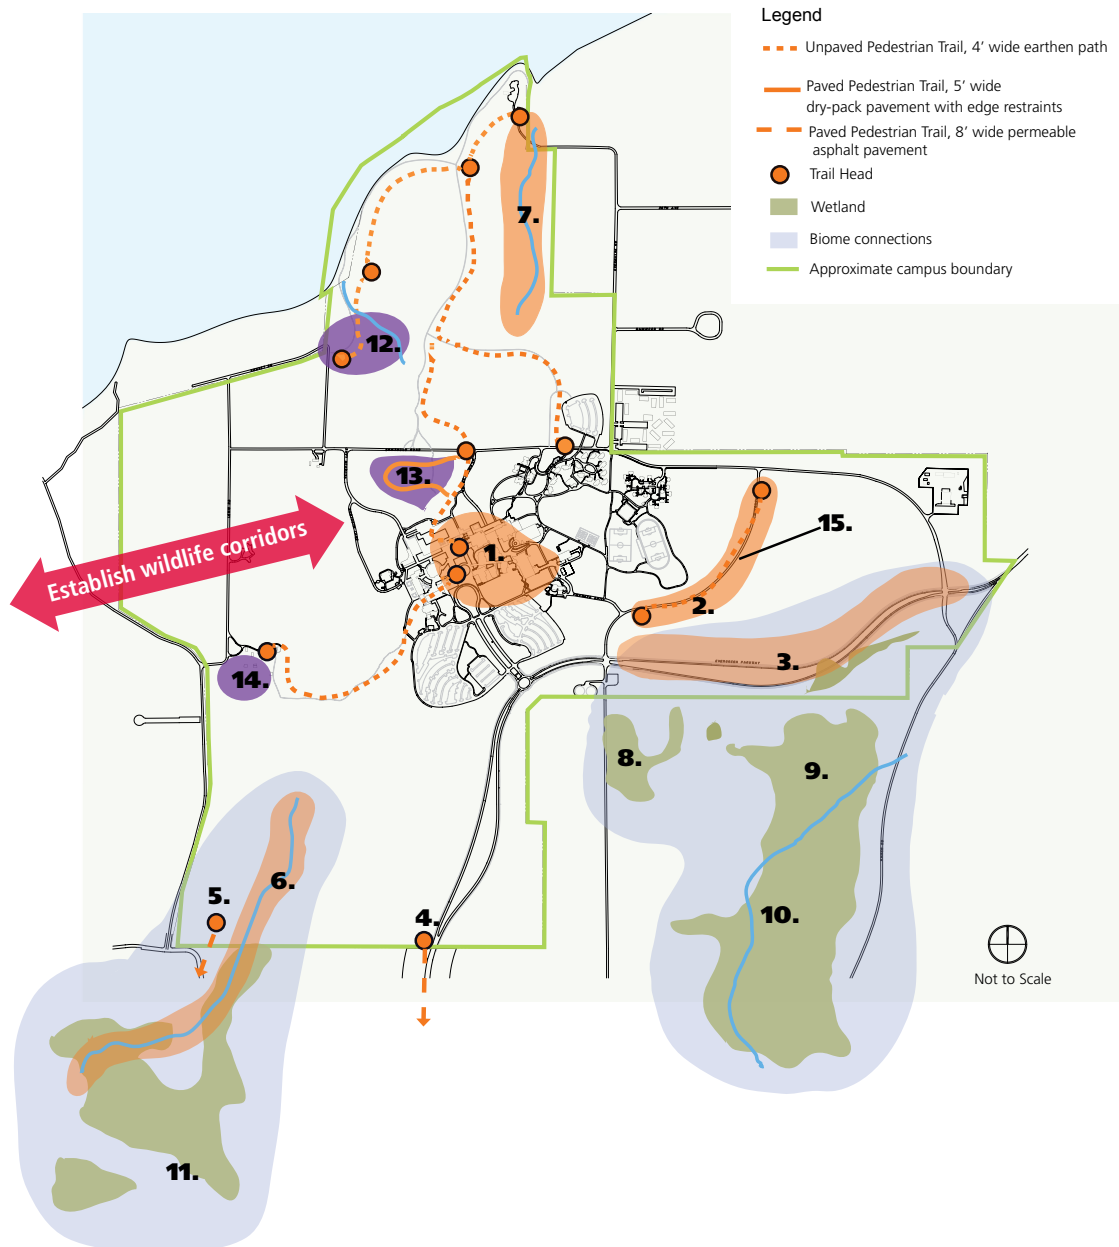 Legend
Unpaved Pedestrian Trail, 4’ wide earthen path
Paved Pedestrian Trail, 5’ wide
dry-pack pavement with edge restraints
Paved Pedestrian Trail, 8’ wide permeable
asphalt pavement
Trail Head
Wetland
Biome connections
Approximate campus boundary
7.
12.
13.
Establish wildlife corridors
1.
15.
2.
EVERGREEN PARKWAY
3.
14.
8.
9.
6.
5.
4.
10.
Not to Scale
11.